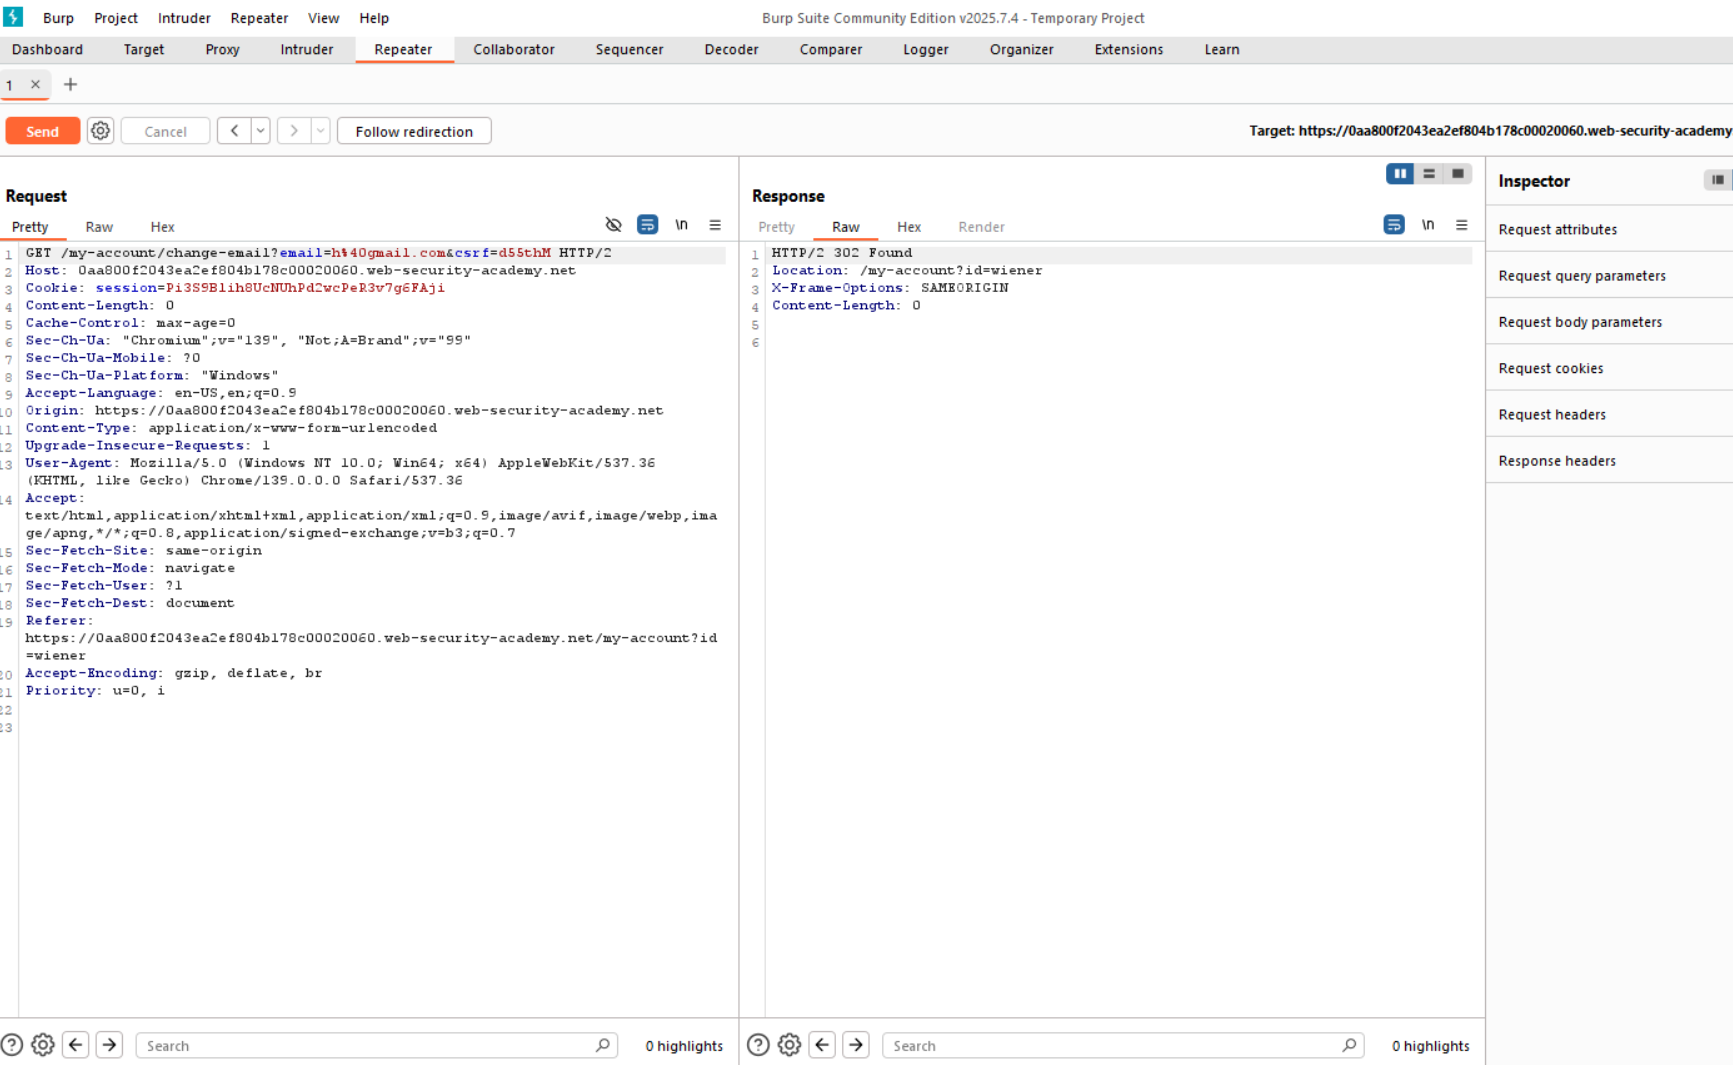 Burp Project Intruder Repeater View Help Burp Suite Community Edition v2025.7.4 - Temporary Project
Dashboard Target Proxy Intruder Repeater Collaborator Sequencer Decoder Comparer Logger Organizer Extensions Learn
1 × +
Send Cancel < > Follow redirection Target: https://0aa800f2043ea2ef804b178c00020060.web-security-academy
Request
Pretty Raw Hex \n
1 GET /my-account/change-email?email=h%40gmail.com&csrf=d55thM HTTP/2
2 Host: 0aa800f2043ea2ef804b178c00020060.web-security-academy.net
3 Cookie: session=Pi3S9Blih8UcNUhPd2wcPeR3v7g6FAji
4 Content-Length: 0
5 Cache-Control: max-age=0
6 Sec-Ch-Ua: "Chromium";v="139", "Not;A=Brand";v="99"
7 Sec-Ch-Ua-Mobile: ?0
8 Sec-Ch-Ua-Platform: "Windows"
9 Accept-Language: en-US,en;q=0.9
10 Origin: https://0aa800f2043ea2ef804b178c00020060.web-security-academy.net
11 Content-Type: application/x-www-form-urlencoded
12 Upgrade-Insecure-Requests: 1
13 User-Agent: Mozilla/5.0 (Windows NT 10.0; Win64; x64) AppleWebKit/537.36
(KHTML, like Gecko) Chrome/139.0.0.0 Safari/537.36
14 Accept:
text/html,application/xhtml+xml,application/xml;q=0.9,image/avif,image/webp,ima
ge/apng,*/*;q=0.8,application/signed-exchange;v=b3;q=0.7
15 Sec-Fetch-Site: same-origin
16 Sec-Fetch-Mode: navigate
17 Sec-Fetch-User: ?1
18 Sec-Fetch-Dest: document
19 Referer:
https://0aa800f2043ea2ef804b178c00020060.web-security-academy.net/my-account?id
=wiener
20 Accept-Encoding: gzip, deflate, br
21 Priority: u=0, i
22
23
? Search 0 highlights
Response
Pretty Raw Hex Render \n
1 HTTP/2 302 Found
2 Location: /my-account?id=wiener
3 X-Frame-Options: SAMEORIGIN
4 Content-Length: 0
5
6
? Search 0 highlights
Inspector
Request attributes
Request query parameters
Request body parameters
Request cookies
Request headers
Response headers